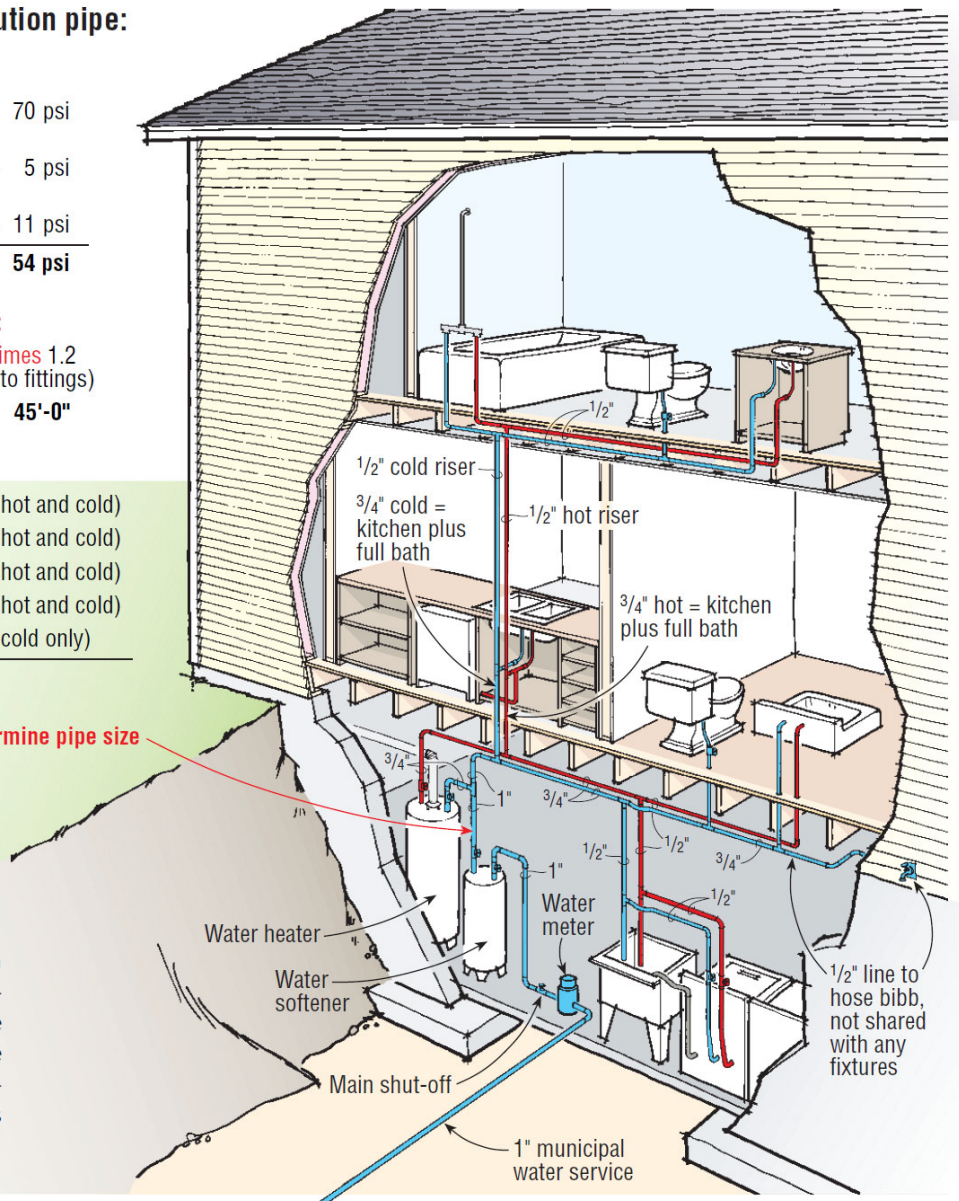 ution pipe:
70 psi
5 psi
11 psi
54 psi
imes 1.2
to fittings)
45'-0"
hot and cold)
hot and cold)
hot and cold)
hot and cold)
cold only)
rmine pipe size
1/2"
1/2" cold riser
3/4" cold =
kitchen plus
full bath
1/2" hot riser
3/4" hot = kitchen
plus full bath
3/4"
1"
3/4"
1/2"
1/2"
3/4"
1"
1/2"
Water heater
Water
softener
Water
meter
Main shut-off
1/2" line to
hose bibb,
not shared
with any
fixtures
1" municipal
water service